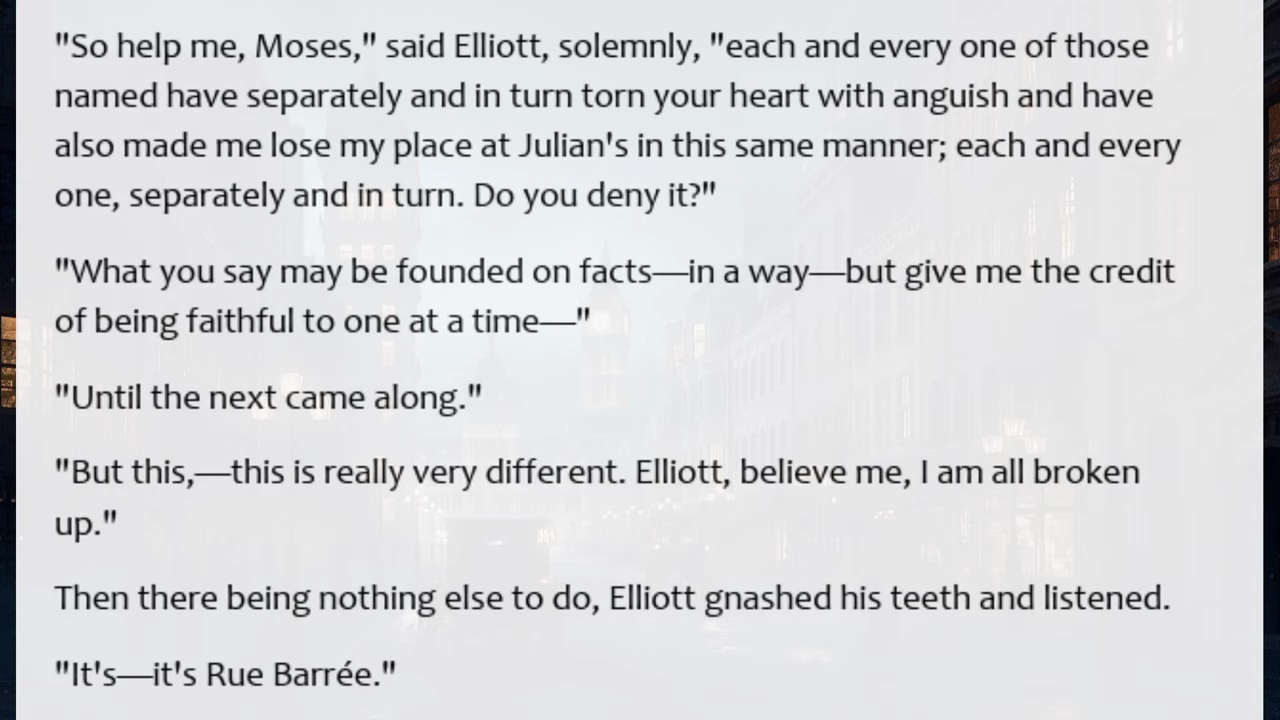 "So help me, Moses," said Elliott, solemnly, "each and every one of those
named have separately and in turn torn your heart with anguish and have
also made me lose my place at Julian's in this same manner; each and every
one, separately and in turn. Do you deny it?"
"What you say may be founded on facts—in a way—but give me the credit
of being faithful to one at a time—"
"Until the next came along."
"But this,—this is really very different. Elliott, believe me, I am all broken
up."
Then there being nothing else to do, Elliott gnashed his teeth and listened.
"It's—it's Rue Barrée."